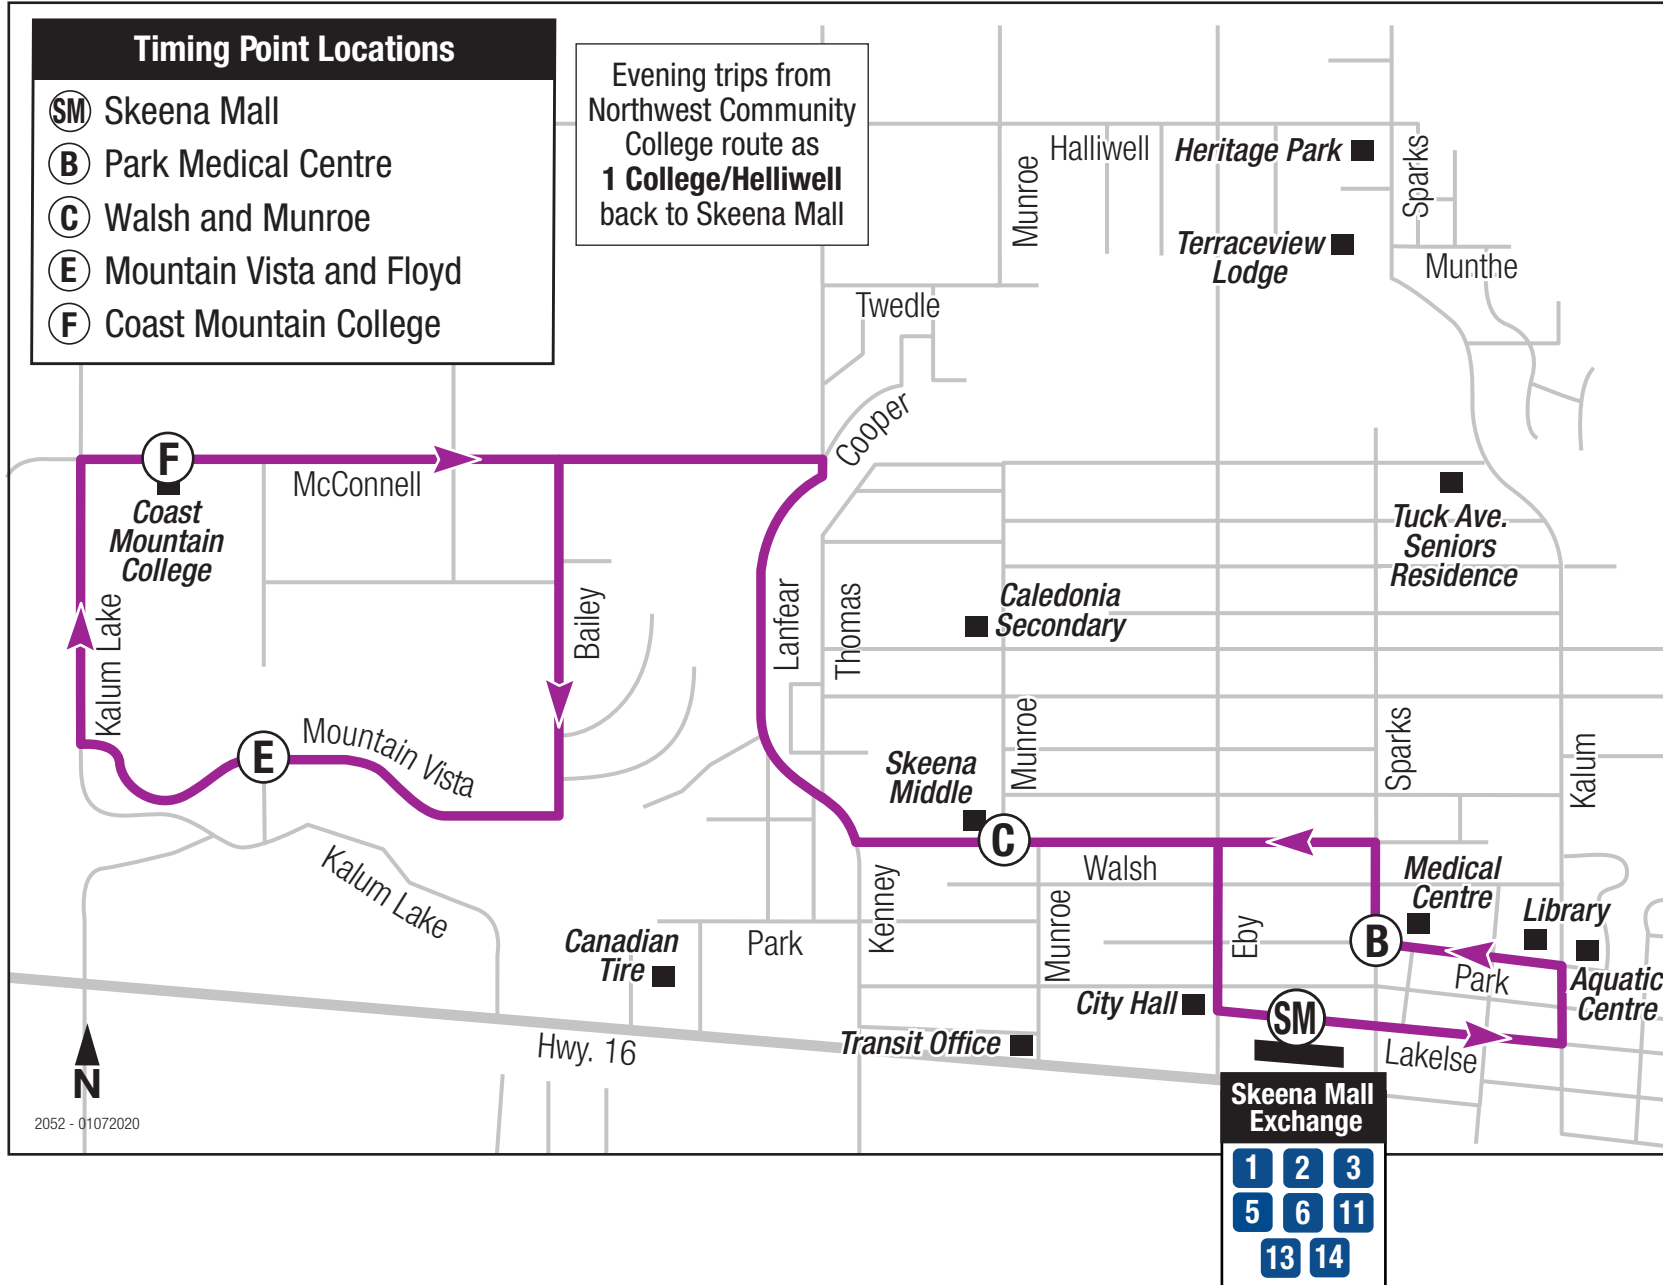 Timing Point Locations
SM Skeena Mall
B Park Medical Centre
C Walsh and Munroe
E Mountain Vista and Floyd
F Coast Mountain College
Evening trips from
Northwest Community
College route as
1 College/Helliwell
back to Skeena Mall
Munroe
Halliwell
Heritage Park
Sparks
Terraceview
Lodge
Munthe
Twedle
Cooper
F
McConnell
Coast
Mountain
College
Tuck Ave.
Seniors
Residence
Kalum Lake
Bailey
Lanfear
Thomas
Caledonia
Secondary
E
Mountain Vista
Skeena
Middle
Munroe
Sparks
Kalum
C
Walsh
Kalum Lake
Medical
Centre
Library
Canadian
Tire
Park
Kenney
Munroe
Eby
B
Park
Aquatic
Centre
City Hall
SM
Lakelse
Transit Office
Hwy. 16
N
2052 - 01072020
Skeena Mall
Exchange
1 2 3
5 6 11
13 14